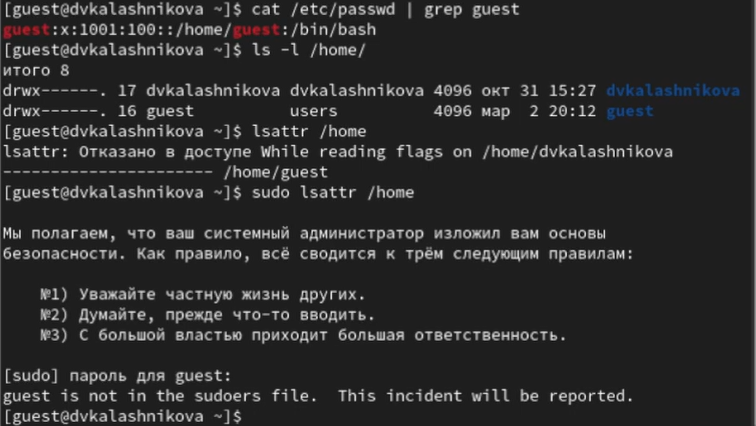 [guest@dvkalashnikova ~]$ cat /etc/passwd | grep guest
guest:x:1001:100::/home/guest:/bin/bash
[guest@dvkalashnikova ~]$ ls -l /home/
итого 8
drwx------. 17 dvkalashnikova dvkalashnikova 4096 окт 31 15:27 dvkalashnikova
drwx------. 16 guest          users          4096 мар  2 20:12 guest
[guest@dvkalashnikova ~]$ lsattr /home
lsattr: Отказано в доступе While reading flags on /home/dvkalashnikova
---------------------- /home/guest
[guest@dvkalashnikova ~]$ sudo lsattr /home
Мы полагаем, что ваш системный администратор изложил вам основы
безопасности. Как правило, всё сводится к трём следующим правилам:
№1) Уважайте частную жизнь других.
№2) Думайте, прежде что-то вводить.
№3) С большой властью приходит большая ответственность.
[sudo] пароль для guest:
guest is not in the sudoers file.  This incident will be reported.
[guest@dvkalashnikova ~]$